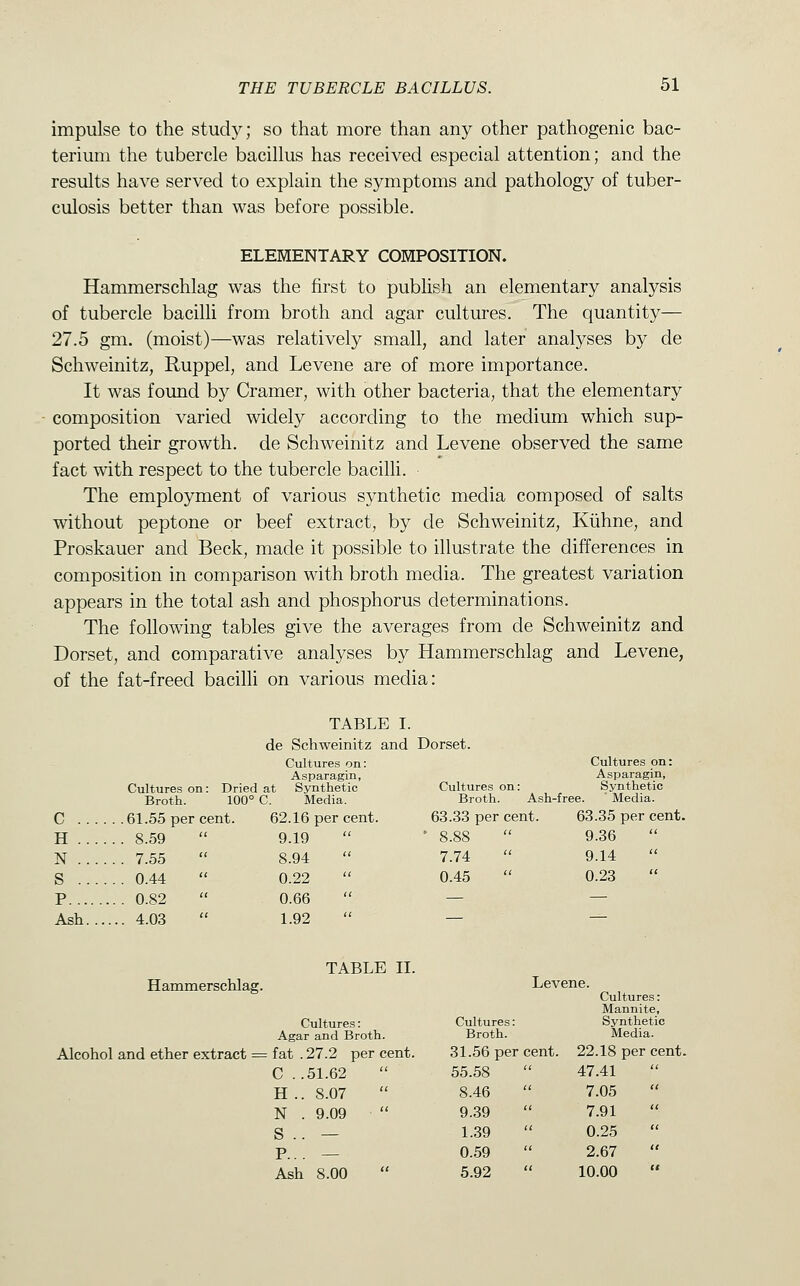 THE TUBERCLE BACILLUS. 51
impulse to the study; so that more than any other pathogenic bac-
terium the tubercle bacillus has received especial attention; and the
results have served to explain the symptoms and pathology of tuber-
culosis better than was before possible.
ELEMENTARY COMPOSITION.
Hammerschlag was the first to publish an elementary analysis
of tubercle bacilli from broth and agar cultures. The quantity—
27.5 gm. (moist)—was relatively small, and later analyses by de
Schweinitz, Ruppel, and Levene are of more importance.
It was found by Cramer, with other bacteria, that the elementary
composition varied widely according to the medium which sup-
ported their growth. de Schweinitz and Levene observed the same
fact with respect to the tubercle bacilli.
The employment of various synthetic media composed of salts
without peptone or beef extract, by de Schweinitz, Kühne, and
Proskauer and Beck, made it possible to illustrate the differences in
composition in comparison with broth media. The greatest variation
appears in the total ash and phosphorus determinations.
The following tables give the averages from de Schweinitz and
Dorset, and comparative analyses by Hammerschlag and Levene,
of the fat-freed bacilli on various media:
TABLE I.
de Schweinitz and Dorset.
Cultures on: Cultures on:
Asparagin, Asparagin,
Cultures on: Dried at Synthetic Cultures on: Synthetic
Broth. 100° C. Media. Broth. Ash-free. Media.
C ......61.55 per cent. 62.16 per cent. 63.33 per cent. 63.35 per cent.
H ...... 8.59 " 9.19 " 8.88 " 9.36 "
N ...... 7.55 " 8.94 " 7.74 " 9.14 "
S ...... 0.44 " 0.22 " 0.45 " 0.23 "
P........ 0.82 " 0.66 " — —
Ash...... 4.03 " 1.92 " — —
TABLE II.
Hammerschlag. Levene.
Cultures:
Mannite,
Cultures: Cultures: Synthetic
Agar and Broth. Broth. Media.
Alcohol and ether extract = fat .27.2 per cent. 31.56 per cent. 22.18 per cent.
C ..51.62 " 55.58 " 47.41 "
H .. 8.07 " 8.46 " 7.05 "
N . 9.09 " 9.39 " 7.91 "
S .. — 1.39 " 0.25 "
P... — 0.59 " 2.67 "
Ash 8.00 " 5.92 " 10.00 "